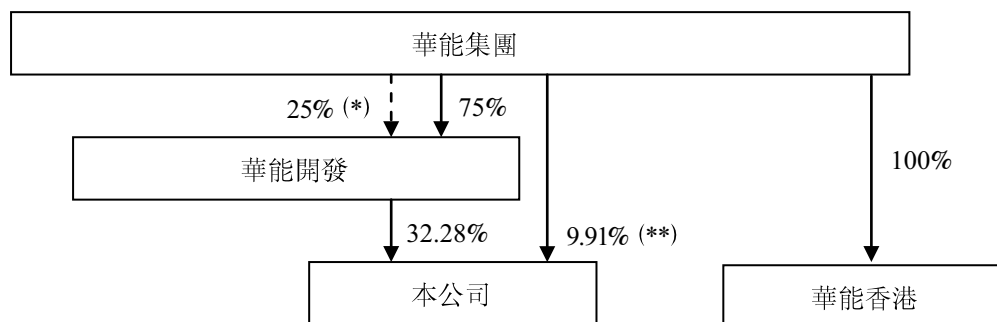 華能集團
25% (*)
75%
100%
華能開發
32.28%
9.91% (**)
本公司
華能香港